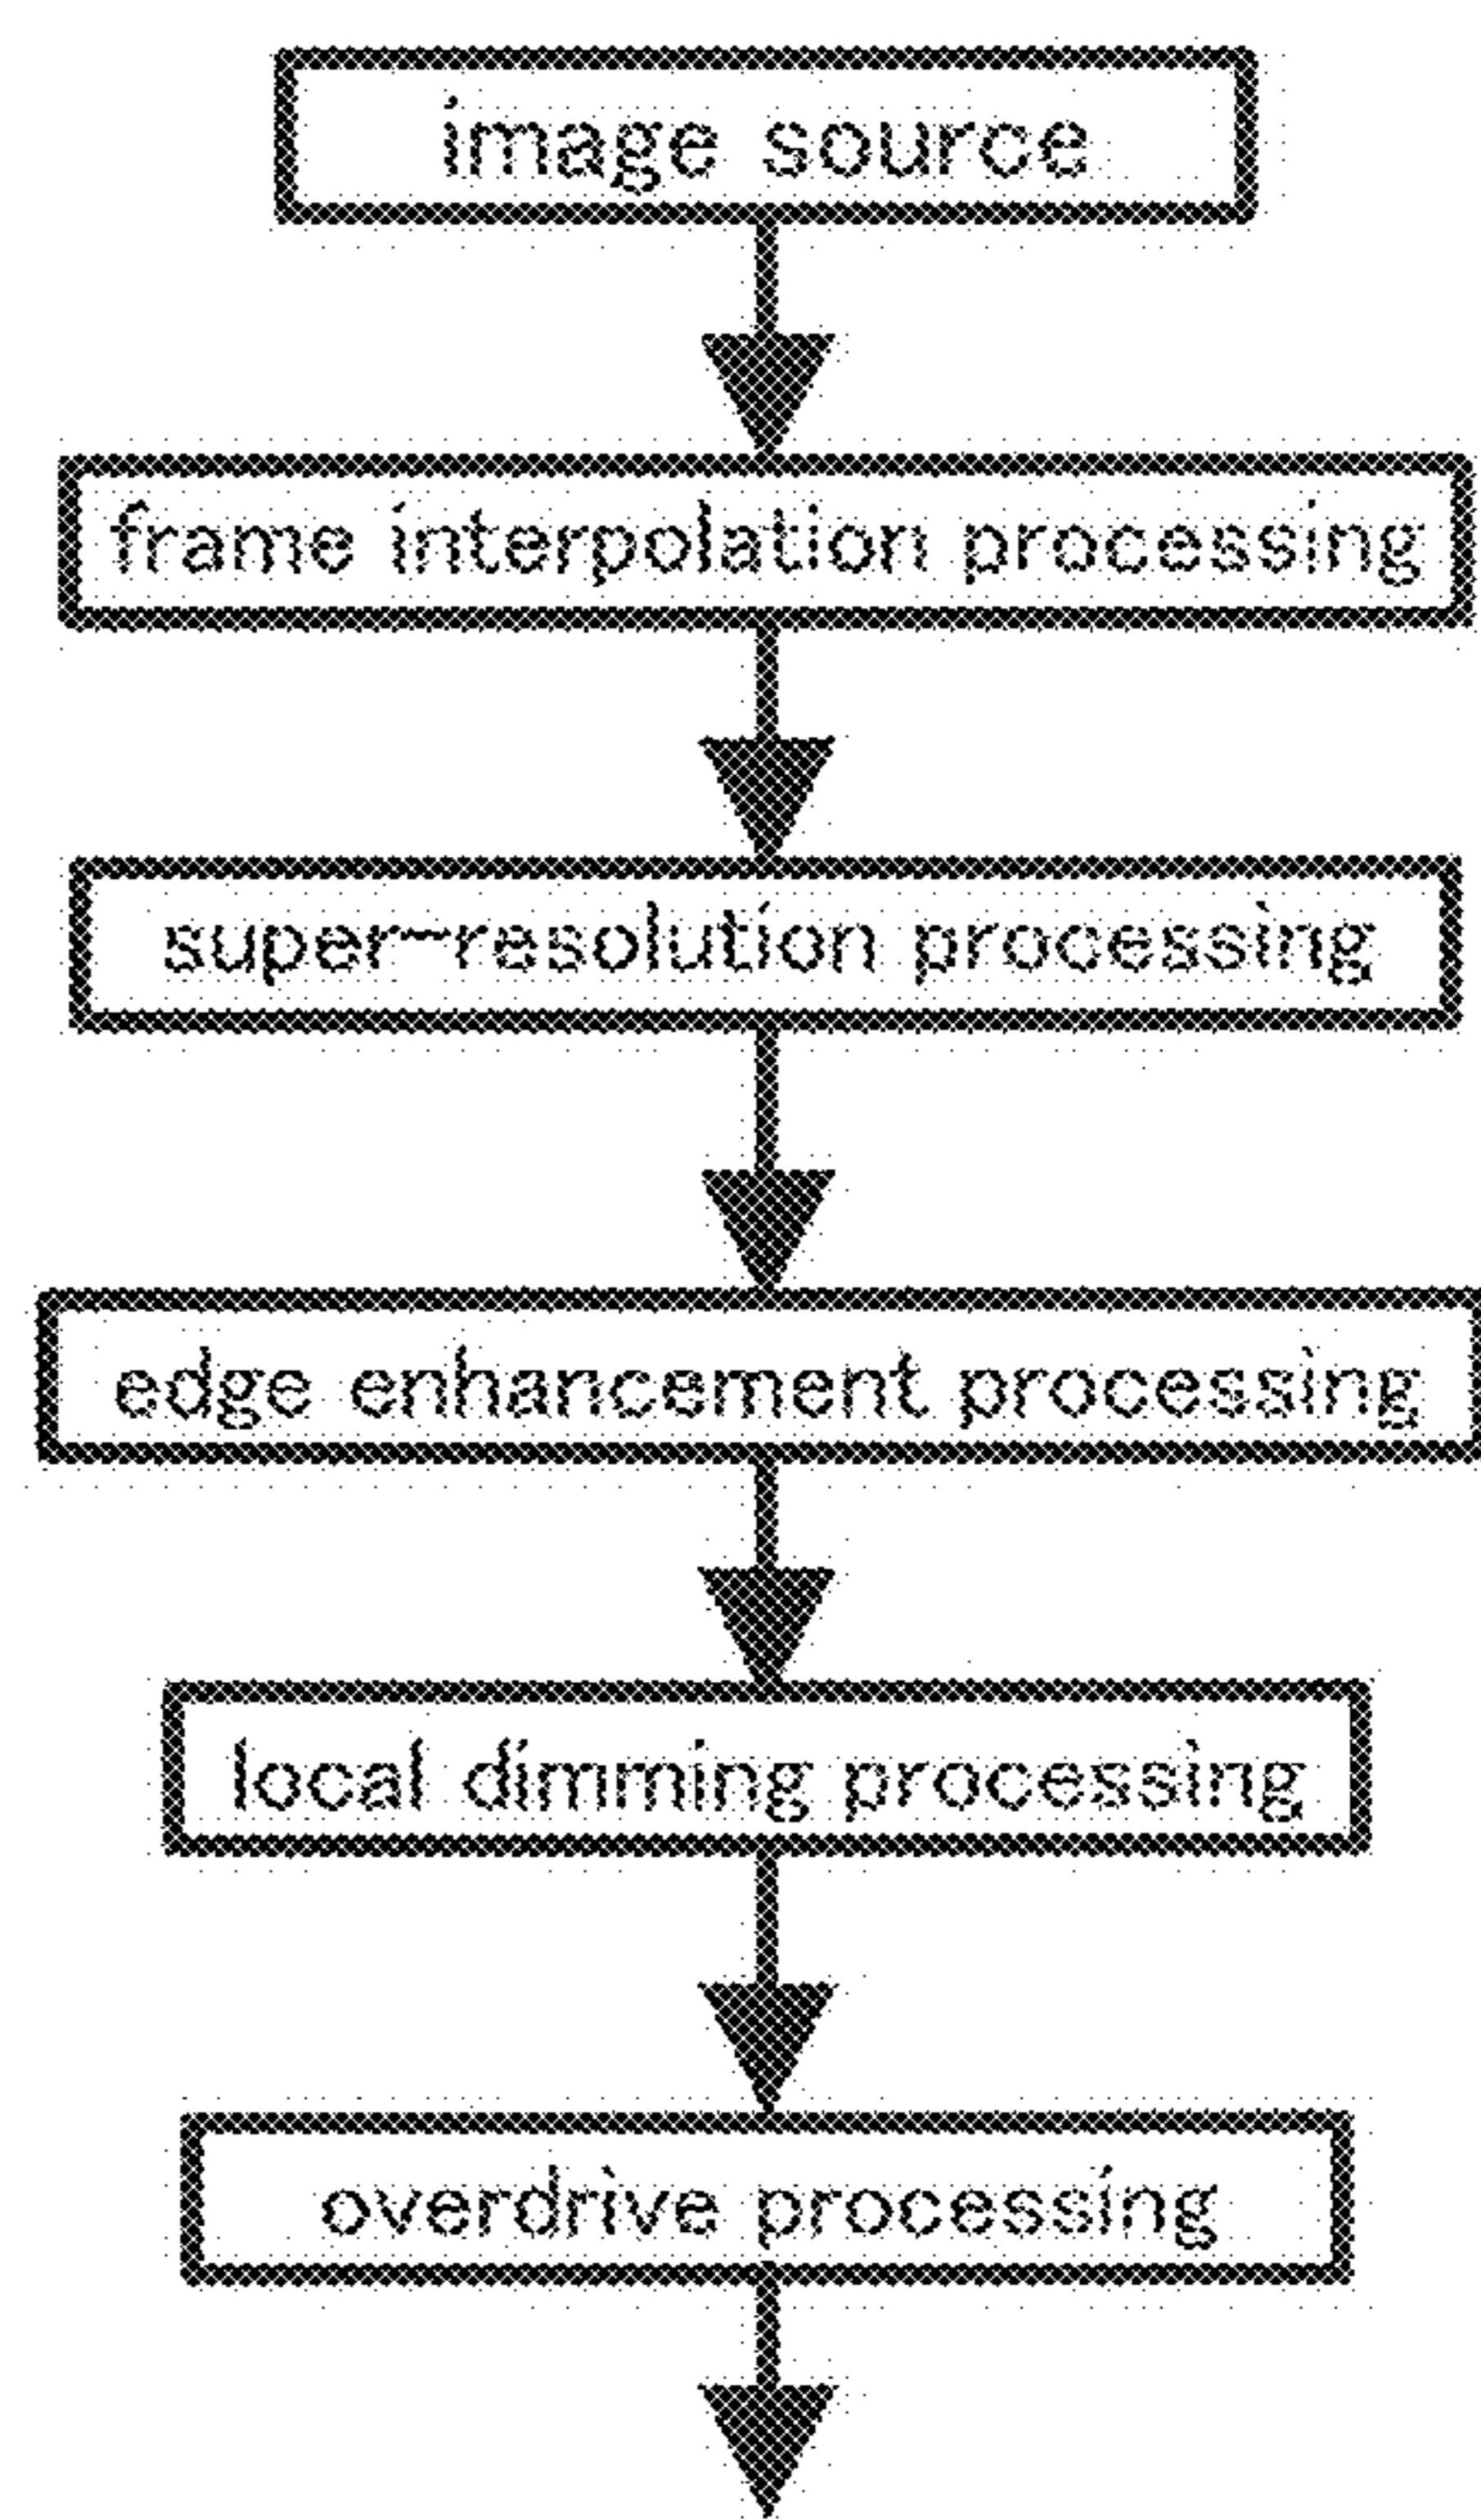 image source
frame interpolation processing
super-resolution processing
edge enhancement processing
local dimming processing
overdrive processing